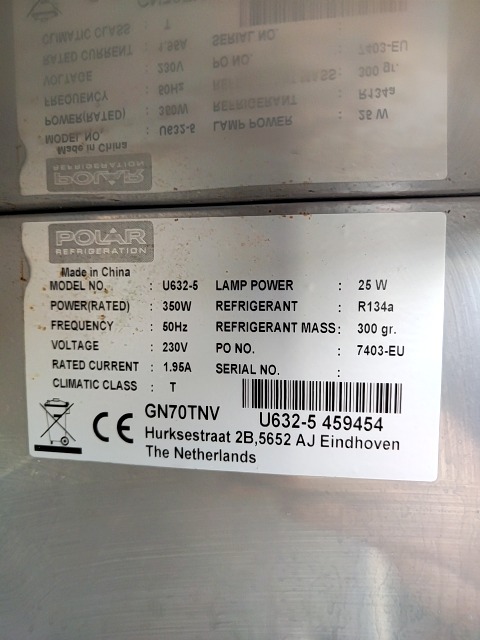 POLAR
REFRIGERATION
Made in China
MODEL NO. : U632-5 LAMP POWER : 25 W
POWER(RATED) : 350W REFRIGERANT : R134a
FREQUENCY : 50Hz REFRIGERANT MASS: 300 gr.
VOLTAGE : 230V PO NO. : 7403-EU
RATED CURRENT : 1.95A SERIAL NO. :
CLIMATIC CLASS : T
CE GN70TNV U632-5 459454
Hurksestraat 2B,5652 AJ Eindhoven
The Netherlands